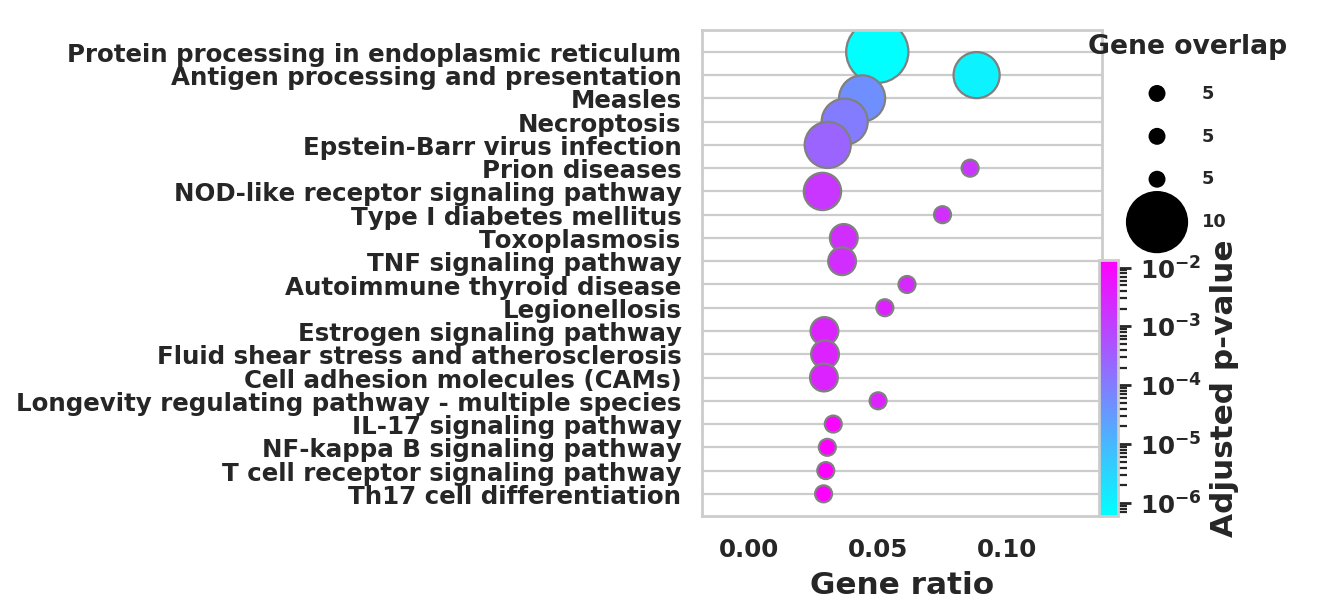 Protein processing in endoplasmic reticulum
Antigen processing and presentation
Measles
Necroptosis
Epstein-Barr virus infection
Prion diseases
NOD-like receptor signaling pathway
Type I diabetes mellitus
Toxoplasmosis
TNF signaling pathway
Autoimmune thyroid disease
Legionellosis
Estrogen signaling pathway
Fluid shear stress and atherosclerosis
Cell adhesion molecules (CAMs)
Longevity regulating pathway - multiple species
IL-17 signaling pathway
NF-kappa B signaling pathway
T cell receptor signaling pathway
Th17 cell differentiation
0.00 0.05 0.10
Gene ratio
Gene overlap
5
5
5
10
10⁻²
10⁻³
10⁻⁴
10⁻⁵
10⁻⁶
Adjusted p-value